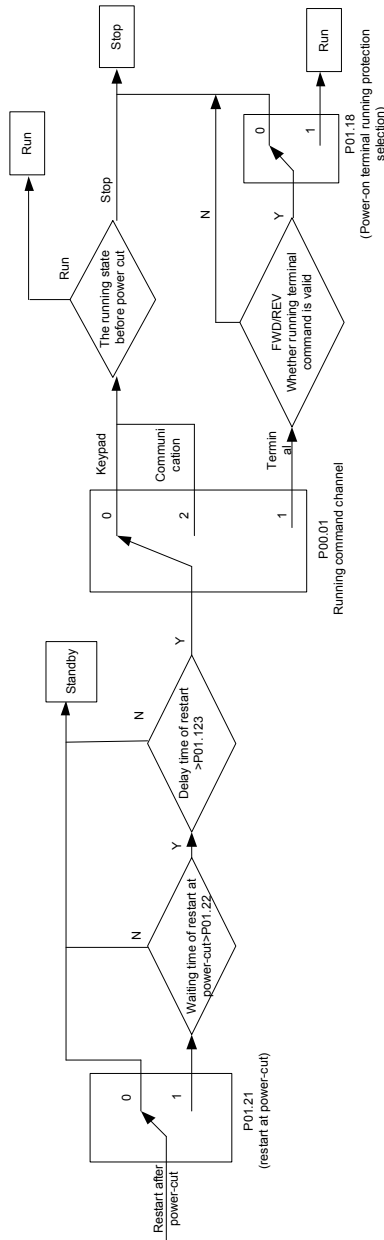 Restart after
power-cut
0
1
P01.21
(restart at power-cut)
Waiting time of restart at
power-cut>P01.22
N
Y
Standby
Delay time of restart
>P01.123
N
Y
0
2
1
P00.01
Running command channel
Keypad
Communi
cation
Termin
al
The running state
before power cut
Run
Run
Stop
Stop
FWD/REV
Whether running terminal
command is valid
N
Y
0
1
P01.18
(Power-on terminal running protection
selection)
Run